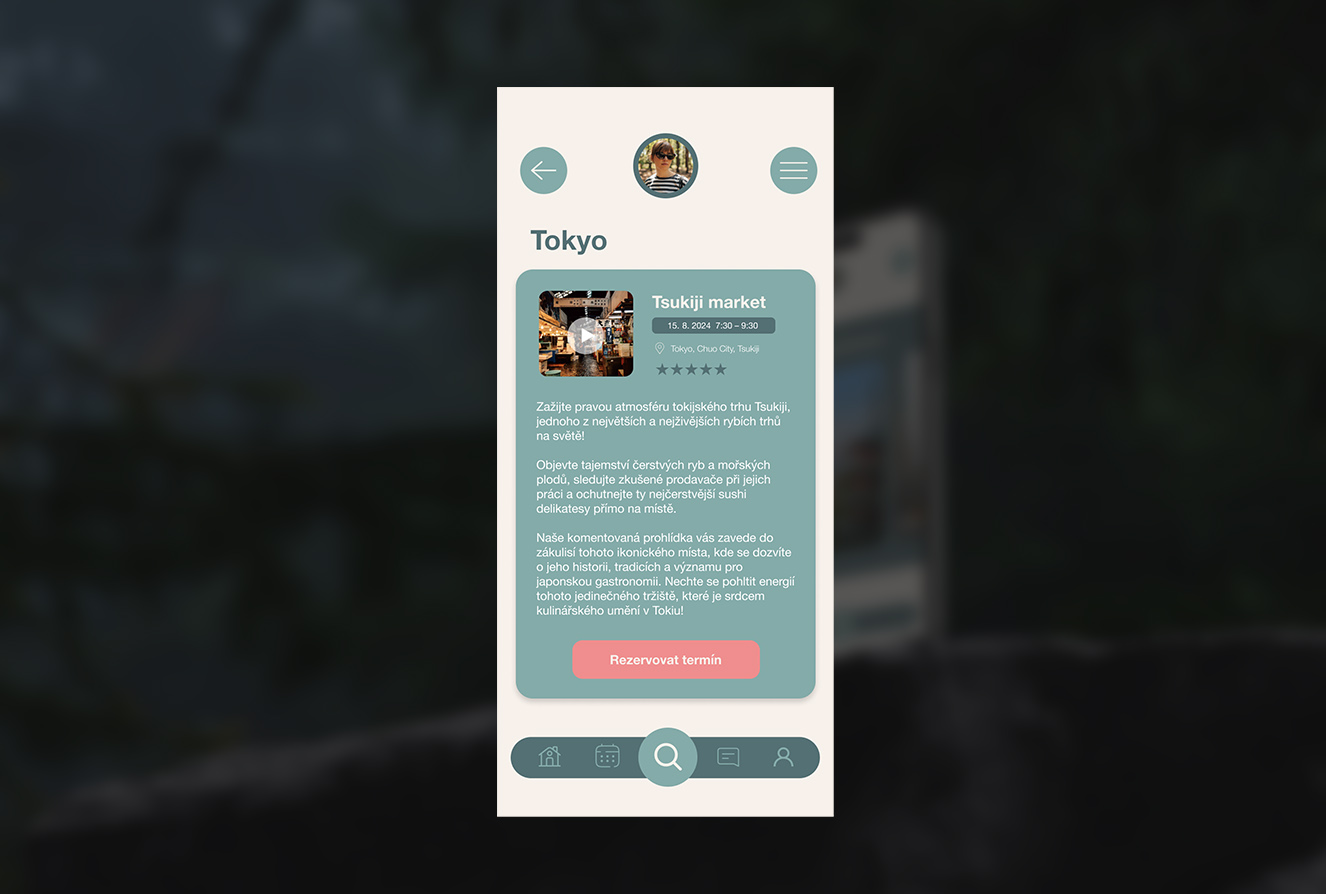 Tokyo
Tsukiji market
15. 8. 2024 7:30 – 9:30
Tokyo, Chuo City, Tsukiji
Zažijte pravou atmosféru tokijského trhu Tsukiji,
jednoho z největších a nejživějších rybích trhů
na světě!
Objevte tajemství čerstvých ryb a mořských
plodů, sledujte zkušené prodavače při jejich
práci a ochutnejte ty nejčerstvější sushi
delikatesy přímo na místě.
Naše komentovaná prohlídka vás zavede do
zákulisí tohoto ikonického místa, kde se dozvíte
o jeho historii, tradicích a významu pro
japonskou gastronomii. Nechte se pohltit energií
tohoto jedinečného tržiště, které je srdcem
kulinářského umění v Tokiu!
Rezervovat termín